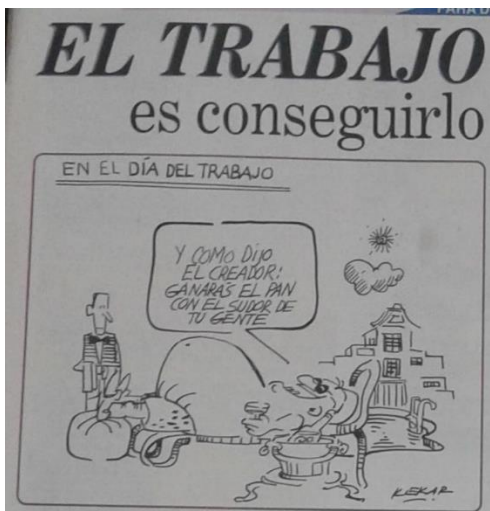 PARA D
EL TRABAJO
es conseguirlo
EN EL DÍA DEL TRABAJO
Y COMO DIJO
EL CREADOR:
GANARÁS EL PAN
CON EL SUDOR DE
TU GENTE
KEKAR